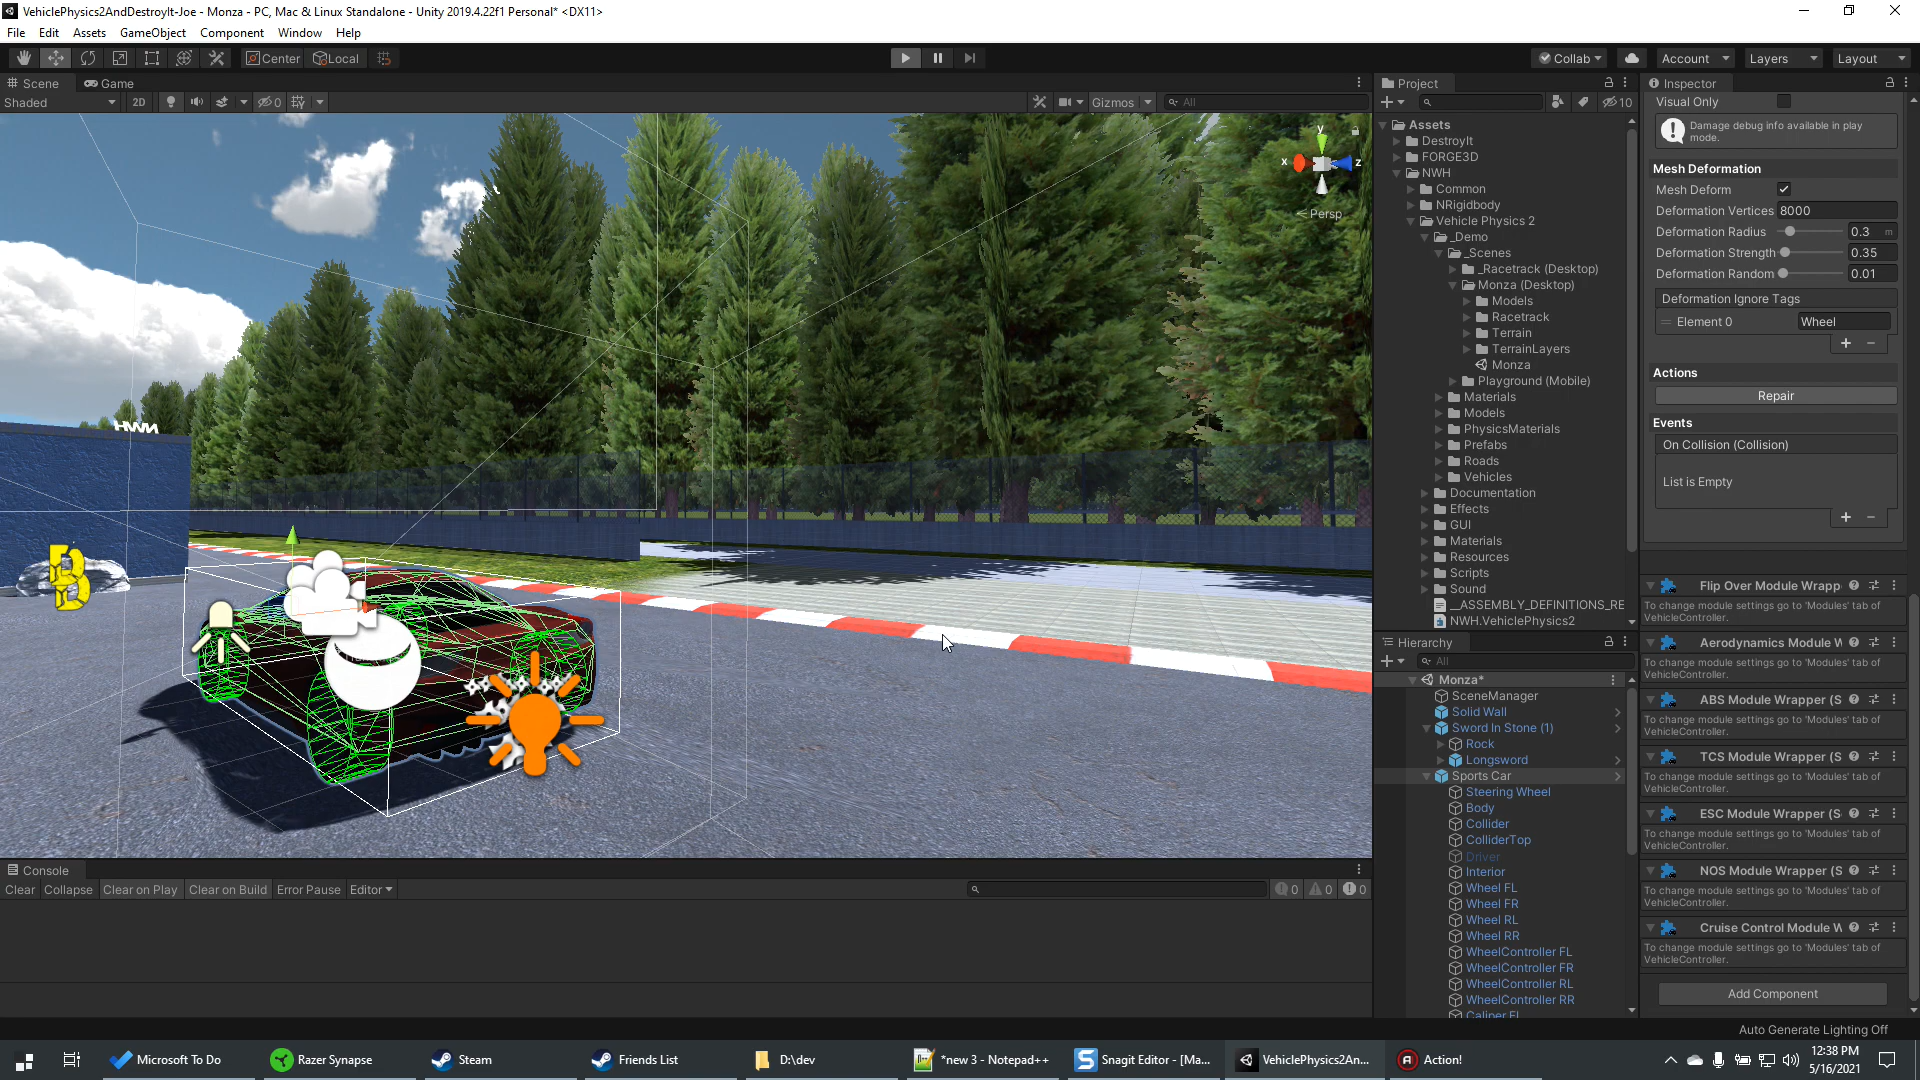 VehiclePhysics2AndDestroyIt-Joe - Monza - PC, Mac & Linux Standalone - Unity 2019.4.22f1 Personal* <DX11>
File Edit Assets GameObject Component Window Help
Center Local Collab Account Layers Layout
Scene Game
Shaded 2D 0 Gizmos All
y
x z
Persp
NWH
B
Console
Clear Collapse Clear on Play Clear on Build Error Pause Editor 0 0 0
Project
10
Assets
DestroyIt
FORGE3D
NWH
Common
NRigidbody
Vehicle Physics 2
_Demo
_Scenes
_Racetrack (Desktop)
Monza (Desktop)
Models
Racetrack
Terrain
TerrainLayers
Monza
Playground (Mobile)
Materials
Models
PhysicsMaterials
Prefabs
Roads
Vehicles
Documentation
Effects
GUI
Materials
Resources
Scripts
Sound
__ASSEMBLY_DEFINITIONS_RE
NWH.VehiclePhysics2
Hierarchy
All
Monza*
SceneManager
Solid Wall
Sword In Stone (1)
Rock
Longsword
Sports Car
Steering Wheel
Body
Collider
ColliderTop
Driver
Interior
Wheel FL
Wheel FR
Wheel RL
Wheel RR
WheelController FL
WheelController FR
WheelController RL
WheelController RR
Caliper FL
Inspector
Visual Only
Damage debug info available in play
mode.
Mesh Deformation
Mesh Deform
Deformation Vertices 8000
Deformation Radius 0.3 m
Deformation Strength 0.35
Deformation Random 0.01
Deformation Ignore Tags
Element 0 Wheel
Actions
Repair
Events
On Collision (Collision)
List is Empty
Flip Over Module Wrapp
To change module settings go to 'Modules' tab of
VehicleController.
Aerodynamics Module W
To change module settings go to 'Modules' tab of
VehicleController.
ABS Module Wrapper (S
To change module settings go to 'Modules' tab of
VehicleController.
TCS Module Wrapper (S
To change module settings go to 'Modules' tab of
VehicleController.
ESC Module Wrapper (S
To change module settings go to 'Modules' tab of
VehicleController.
NOS Module Wrapper (S
To change module settings go to 'Modules' tab of
VehicleController.
Cruise Control Module W
To change module settings go to 'Modules' tab of
VehicleController.
Add Component
Auto Generate Lighting Off
Microsoft To Do Razer Synapse Steam Friends List D:\dev *new 3 - Notepad++ Snagit Editor - [Ma... VehiclePhysics2An... Action! 12:38 PM
5/16/2021